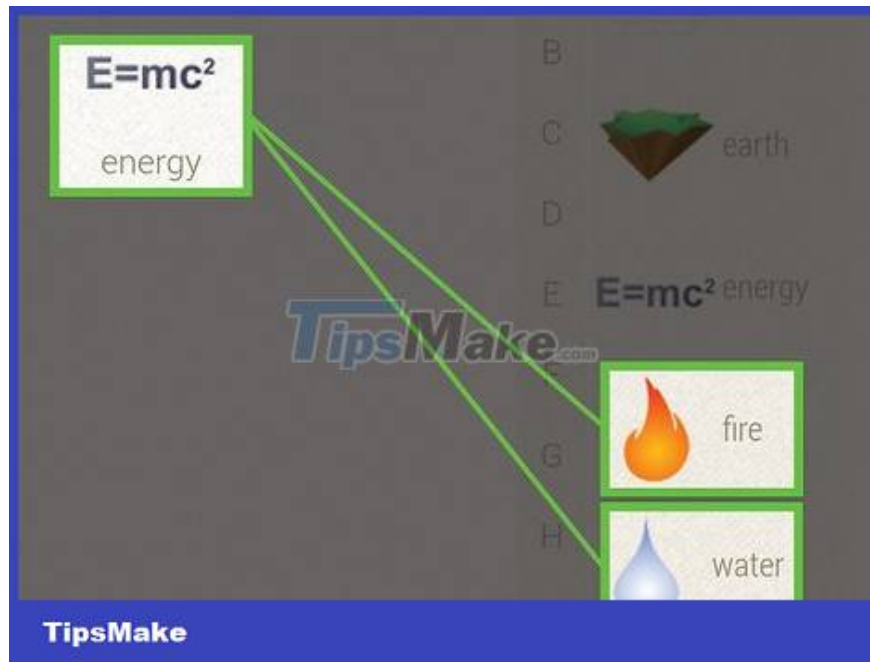 E=mc²
energy
B
C
earth
D
E
E=mc² energy
TipsMake.com
F
fire
G
H
water
TipsMake